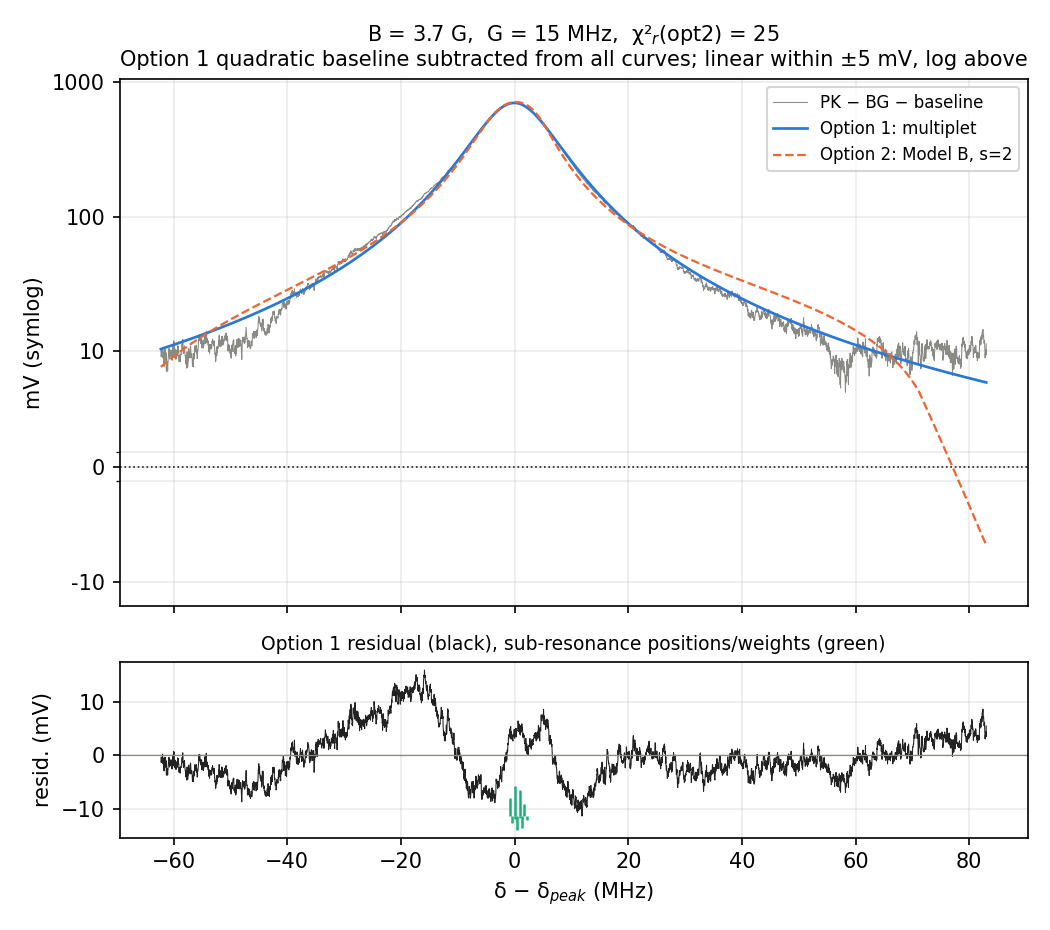 B = 3.7 G,  G = 15 MHz,  χ²ᵣ(opt2) = 25
Option 1 quadratic baseline subtracted from all curves; linear within ±5 mV, log above
1000
100
10
0
-10
mV (symlog)
PK − BG − baseline
Option 1: multiplet
Option 2: Model B, s=2
Option 1 residual (black), sub-resonance positions/weights (green)
10
0
−10
resid. (mV)
−60 −40 −20 0 20 40 60 80
δ − δpeak (MHz)